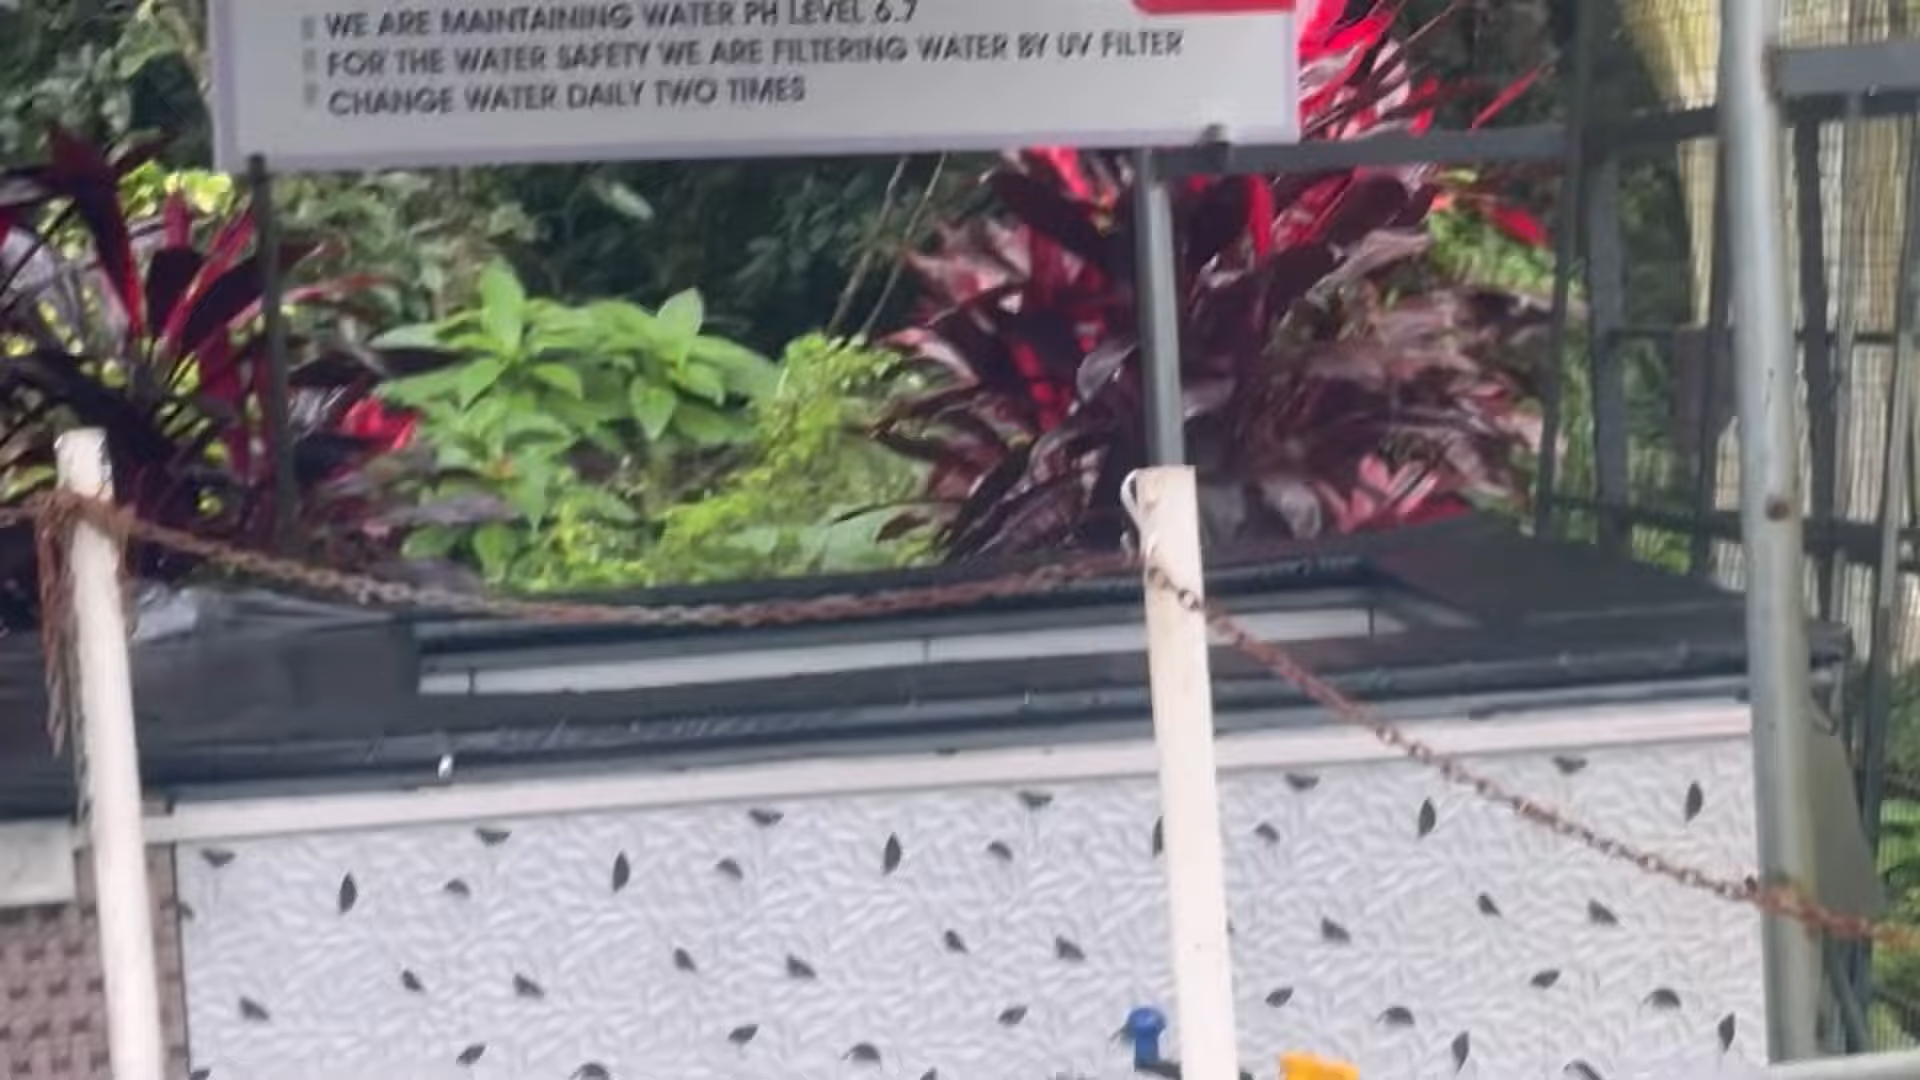 WE ARE MAINTAINING WATER PH LEVEL 6.7
FOR THE WATER SAFETY WE ARE FILTERING WATER BY UV FILTER
CHANGE WATER DAILY TWO TIMES